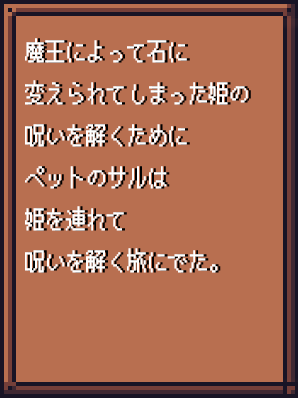 魔王によって石に
変えられてしまった姫の
呪いを解くために
ペットのサルは
姫を連れて
呪いを解く旅にでた。